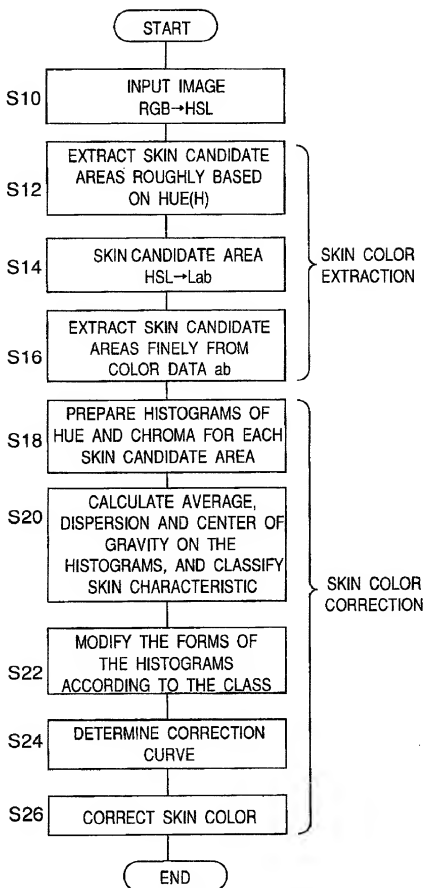 START
S10
INPUT IMAGE
RGB→HSL
S12
EXTRACT SKIN CANDIDATE
AREAS ROUGHLY BASED
ON HUE(H)
S14
SKIN CANDIDATE AREA
HSL→Lab
S16
EXTRACT SKIN CANDIDATE
AREAS FINELY FROM
COLOR DATA ab
SKIN COLOR
EXTRACTION
S18
PREPARE HISTOGRAMS OF
HUE AND CHROMA FOR EACH
SKIN CANDIDATE AREA
S20
CALCULATE AVERAGE,
DISPERSION AND CENTER OF
GRAVITY ON THE
HISTOGRAMS, AND CLASSIFY
SKIN CHARACTERISTIC
S22
MODIFY THE FORMS OF
THE HISTOGRAMS
ACCORDING TO THE CLASS
S24
DETERMINE CORRECTION
CURVE
S26
CORRECT SKIN COLOR
SKIN COLOR
CORRECTION
END